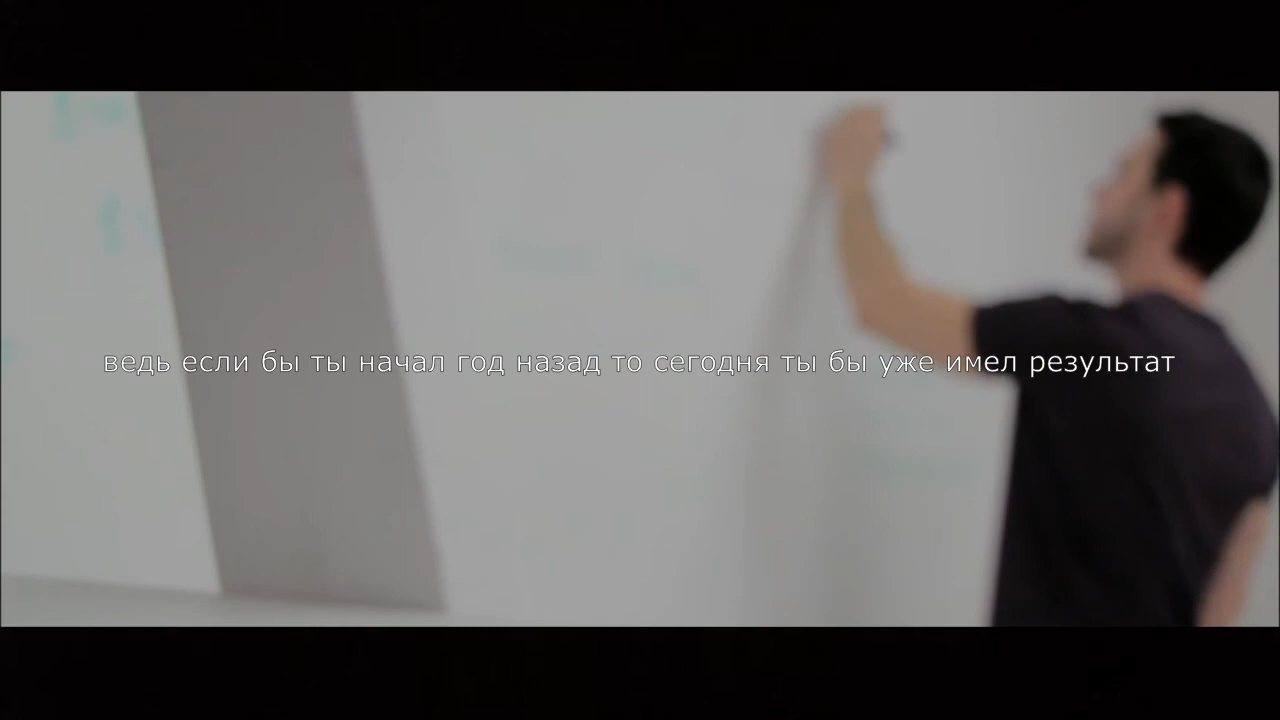 ведь если бы ты начал год назад то сегодня ты бы уже имел результат